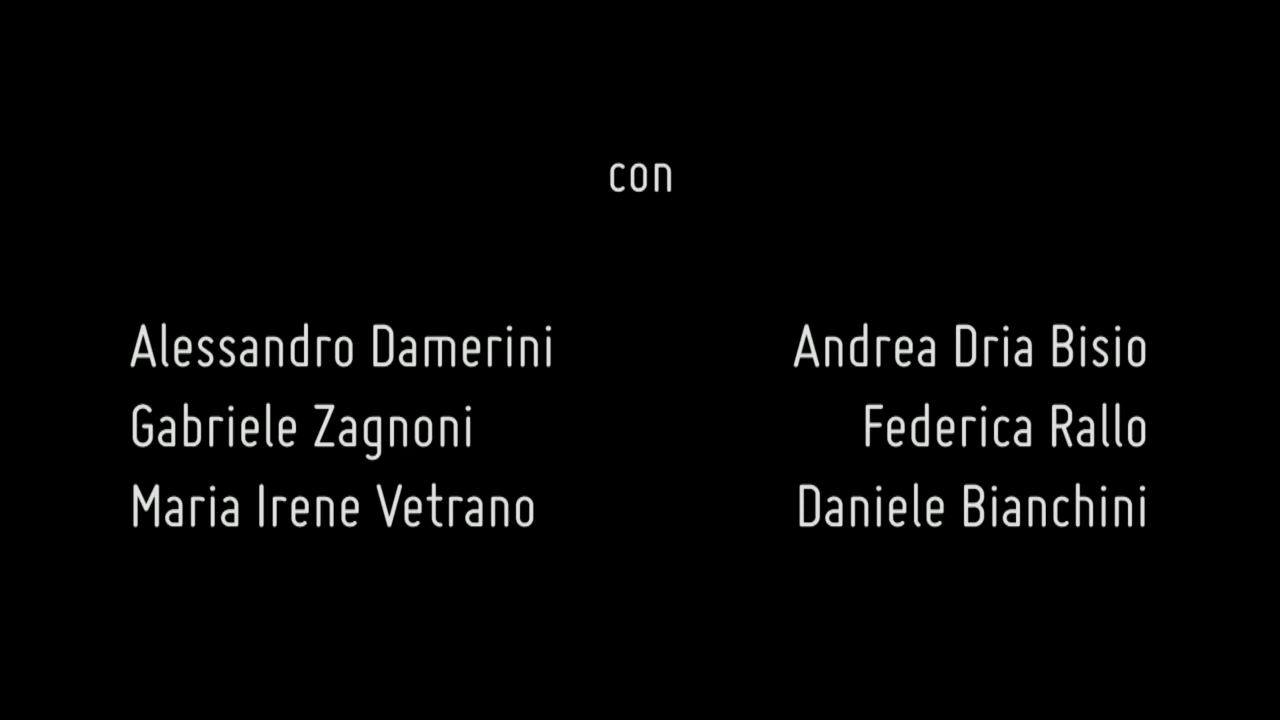 con
Alessandro Damerini
Andrea Dria Bisio
Gabriele Zagnoni
Federica Rallo
Maria Irene Vetrano
Daniele Bianchini